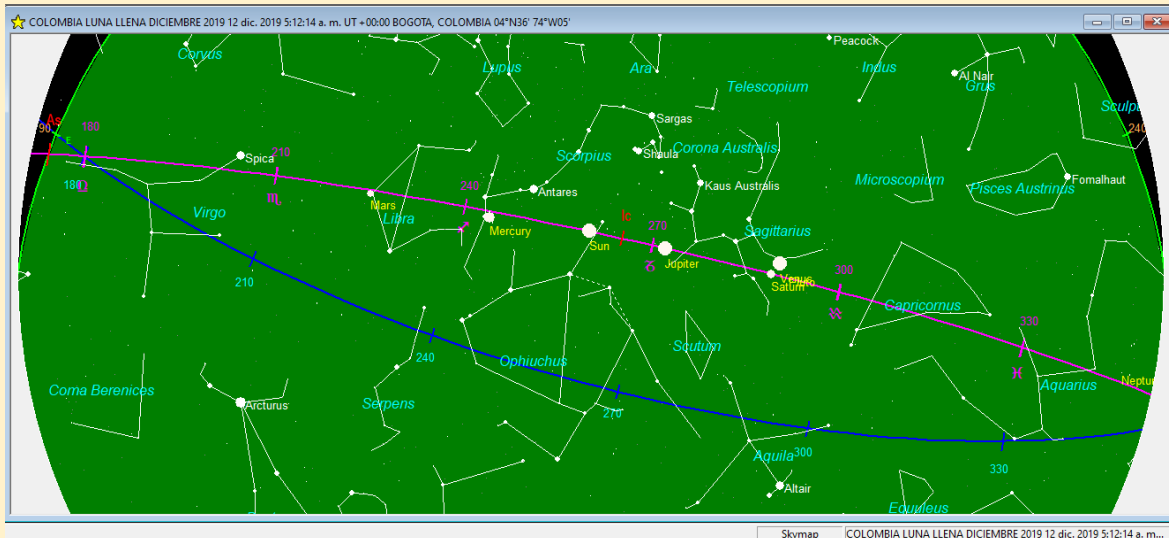 COLOMBIA LUNA LLENA DICIEMBRE 2019 12 dic. 2019 5:12:14 a. m. UT +00:00 BOGOTA, COLOMBIA 04°N36' 74°W05'
Peacock
Corvus
Lupus
Ara
Indus
Telescopium
Al Nair
Grus
Sculp
Sargas
As
90
180
240
Spica
210
Scorpius
Shaula
Corona Australis
180
Antares
Kaus Australis
Microscopium
Pisces Austrinus
Fomalhaut
Mars
Virgo
Libra
240
Mercury
Sun
Ic
270
Jupiter
Sagittarius
Venus
Saturn
300
210
Capricornus
330
240
Ophiuchus
Scutum
Aquarius
Neptun
Coma Berenices
Arcturus
Serpens
270
Aquila
300
330
Altair
Equuleus
Skymap
COLOMBIA LUNA LLENA DICIEMBRE 2019 12 dic. 2019 5:12:14 a. m...